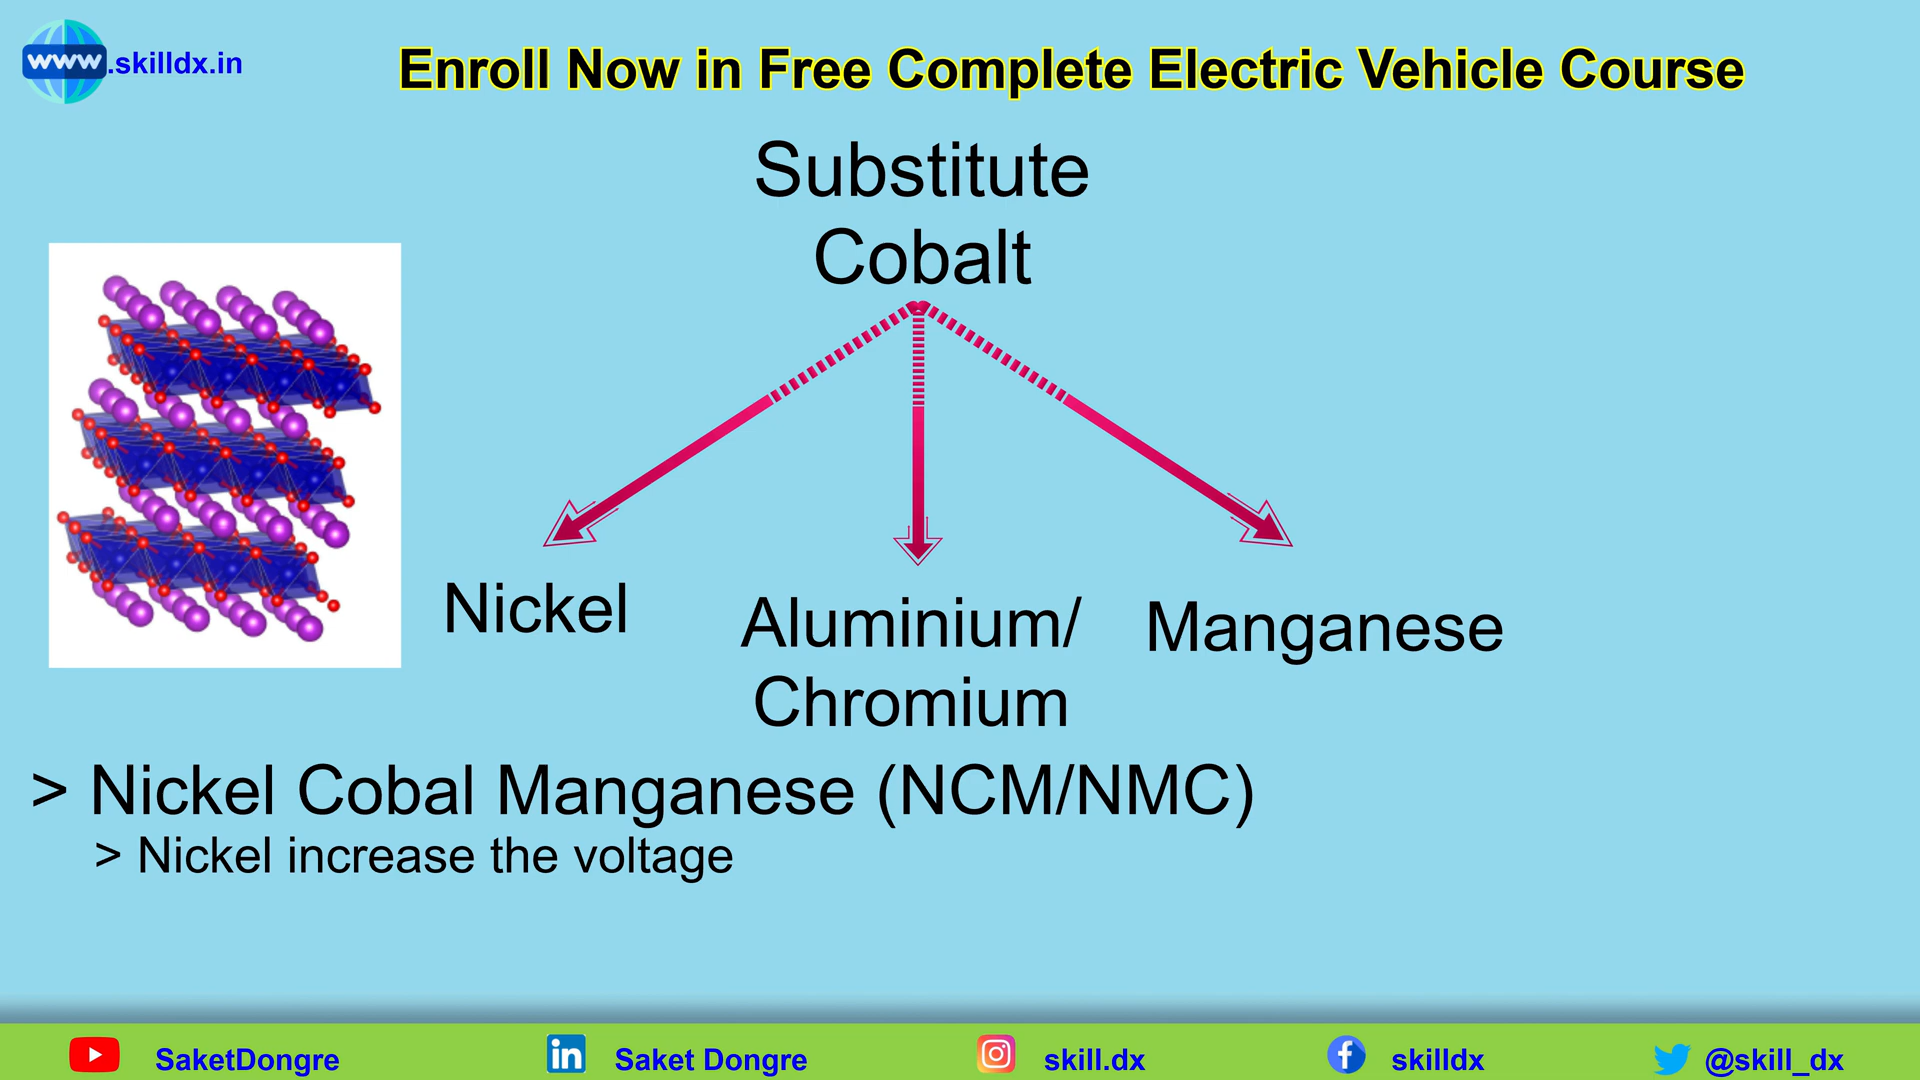 www.skilldx.in
Enroll Now in Free Complete Electric Vehicle Course
Substitute
Cobalt
Nickel
Aluminium/
Chromium
Manganese
> Nickel Cobal Manganese (NCM/NMC)
> Nickel increase the voltage
SaketDongre
in Saket Dongre
skill.dx
f skilldx
@skill_dx